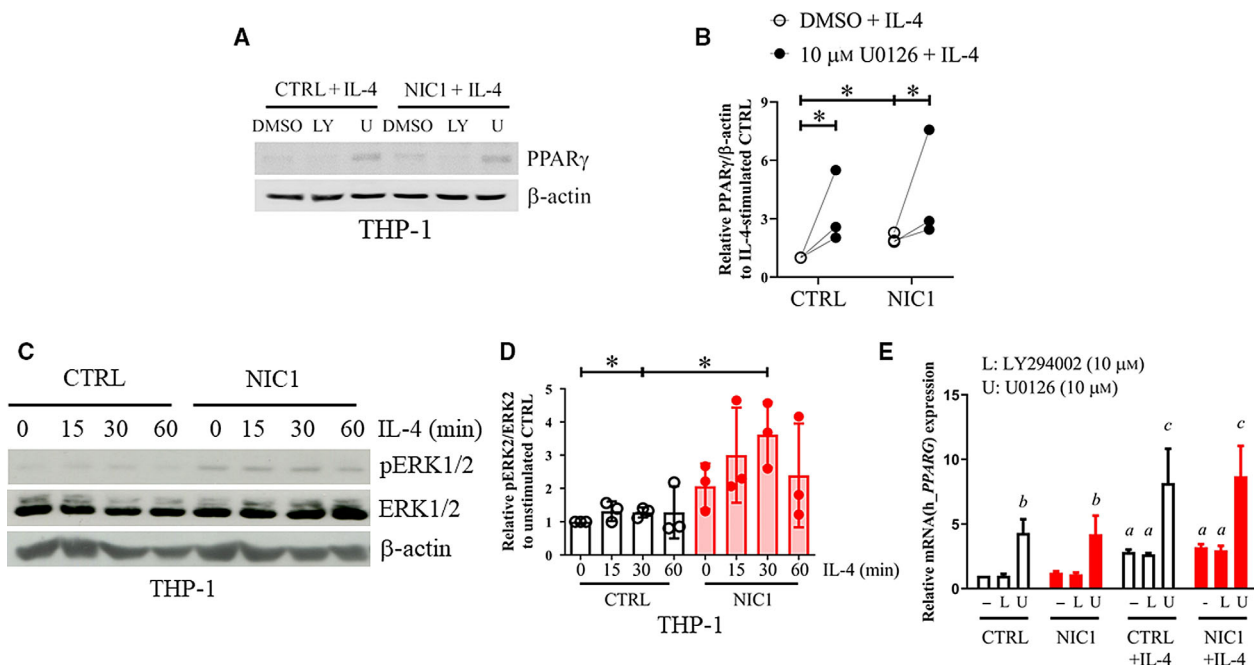 A
CTRL + IL-4 NIC1 + IL-4
DMSO LY U DMSO LY U
PPARγ
β-actin
THP-1
B
DMSO + IL-4
10 μM U0126 + IL-4
Relative PPARγ/β-actin
to IL-4-stimulated CTRL
9
6
3
0
* *
*
CTRL NIC1
C
CTRL NIC1
0 15 30 60 0 15 30 60 IL-4 (min)
pERK1/2
ERK1/2
β-actin
THP-1
D
Relative pERK2/ERK2
to unstimulated CTRL
5
4
3
2
1
0
* *
0 15 30 60 0 15 30 60 IL-4 (min)
CTRL NIC1
THP-1
E
L: LY294002 (10 μM)
U: U0126 (10 μM)
Relative mRNA(h_PPARG) expression
15
10
5
0
b b a a c a a c
– L U – L U – L U - L U
CTRL NIC1 CTRL NIC1
+IL-4 +IL-4